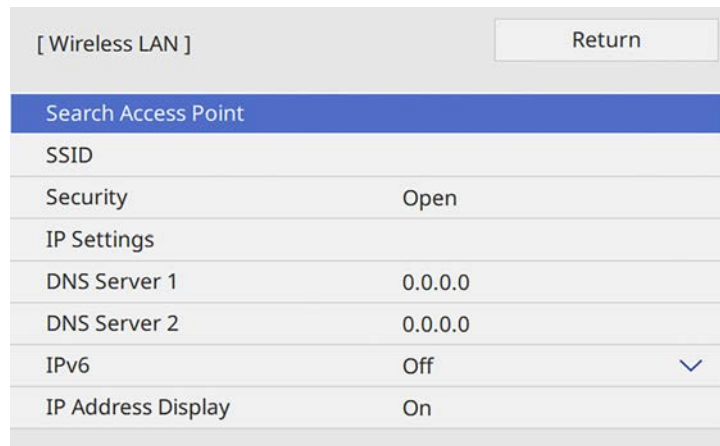 [ Wireless LAN ] Return
Search Access Point
SSID
Security Open
IP Settings
DNS Server 1 0.0.0.0
DNS Server 2 0.0.0.0
IPv6 Off
IP Address Display On